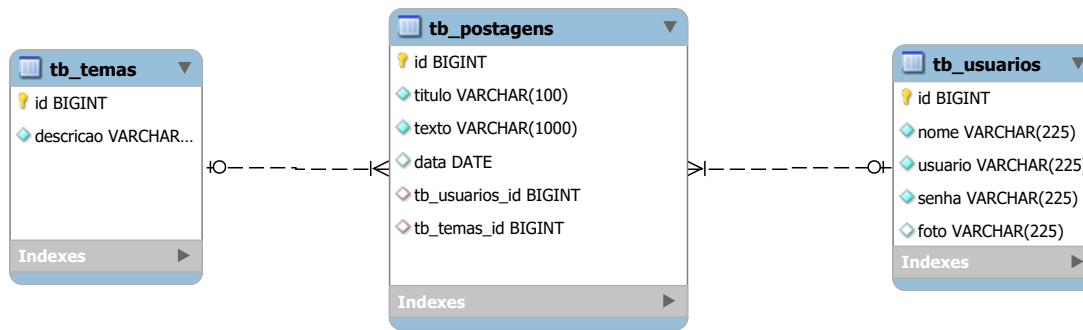 tb_temas
id BIGINT
descricao VARCHAR...
Indexes
tb_postagens
id BIGINT
titulo VARCHAR(100)
texto VARCHAR(1000)
data DATE
tb_usuarios_id BIGINT
tb_temas_id BIGINT
Indexes
tb_usuarios
id BIGINT
nome VARCHAR(225)
usuario VARCHAR(225)
senha VARCHAR(225)
foto VARCHAR(225)
Indexes